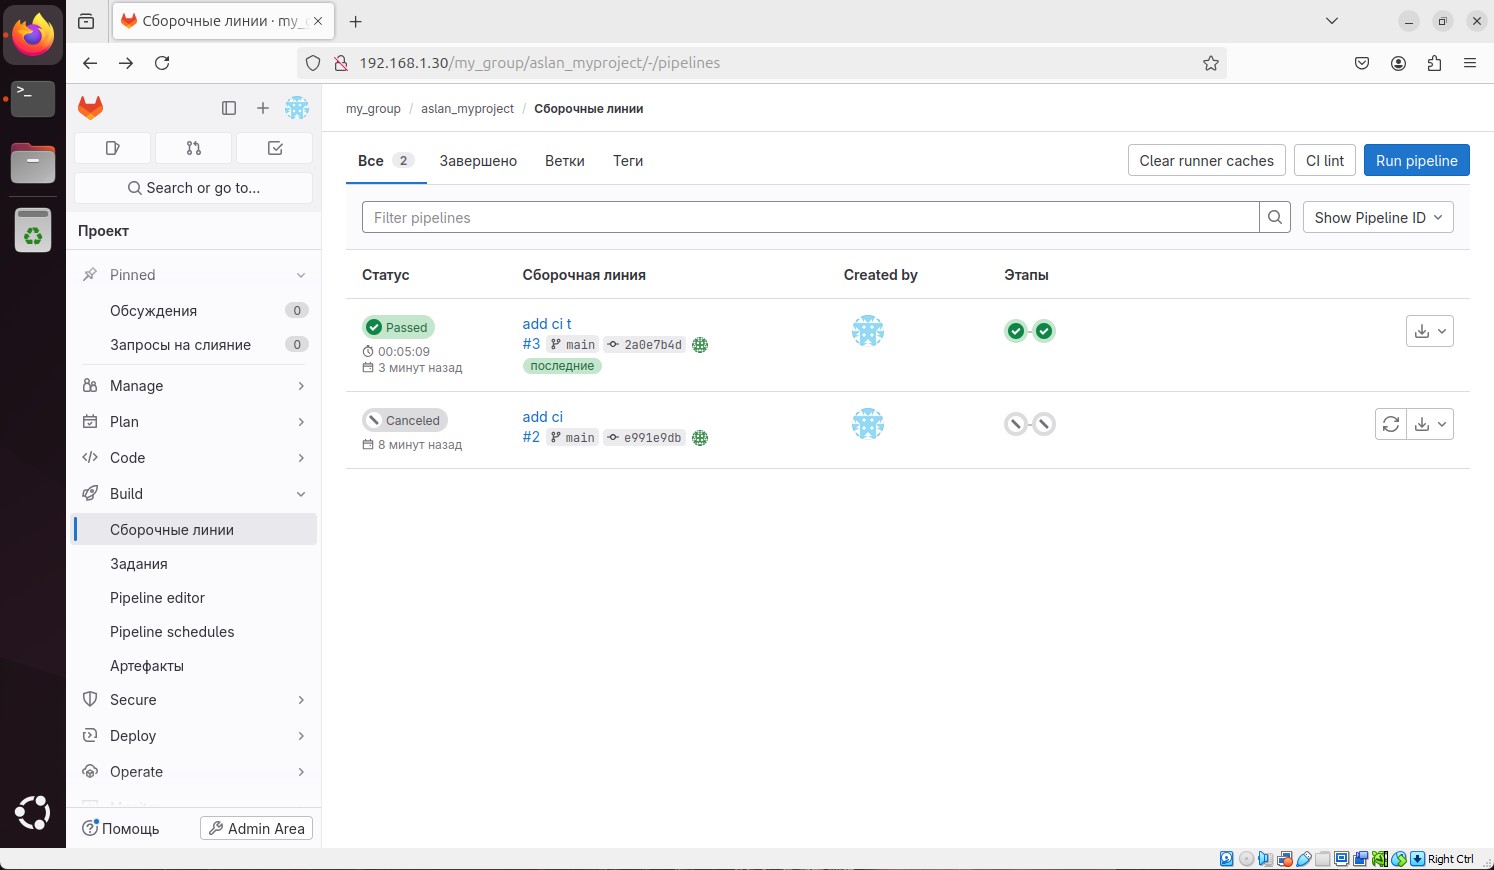 Сборочные линии · my_
192.168.1.30/my_group/aslan_myproject/-/pipelines
my_group / aslan_myproject / Сборочные линии
Search or go to...
Проект
Pinned
Обсуждения 0
Запросы на слияние 0
Manage
Plan
Code
Build
Сборочные линии
Задания
Pipeline editor
Pipeline schedules
Артефакты
Secure
Deploy
Operate
Помощь
Admin Area
Все 2 Завершено Ветки Теги
Clear runner caches CI lint Run pipeline
Filter pipelines
Show Pipeline ID
Статус Сборочная линия Created by Этапы
Passed
00:05:09
3 минут назад
add ci t
#3 main 2a0e7b4d
последние
Canceled
8 минут назад
add ci
#2 main e991e9db
Right Ctrl